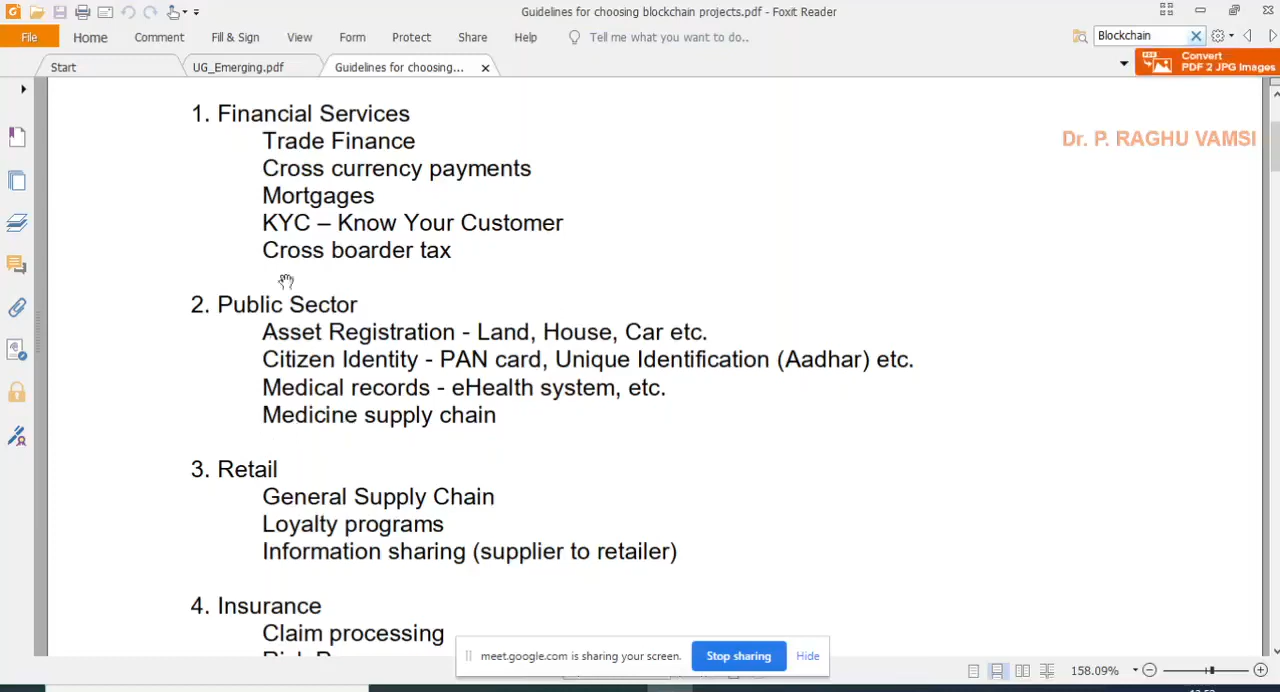 Guidelines for choosing blockchain projects.pdf - Foxit Reader
File Home Comment Fill & Sign View Form Protect Share Help Tell me what you want to do.. Blockchain
Start UG_Emerging.pdf Guidelines for choosing...
Convert
PDF 2 JPG Images
Dr. P. RAGHU VAMSI
1. Financial Services
Trade Finance
Cross currency payments
Mortgages
KYC – Know Your Customer
Cross boarder tax
2. Public Sector
Asset Registration - Land, House, Car etc.
Citizen Identity - PAN card, Unique Identification (Aadhar) etc.
Medical records - eHealth system, etc.
Medicine supply chain
3. Retail
General Supply Chain
Loyalty programs
Information sharing (supplier to retailer)
4. Insurance
Claim processing
meet.google.com is sharing your screen. Stop sharing Hide
158.09%